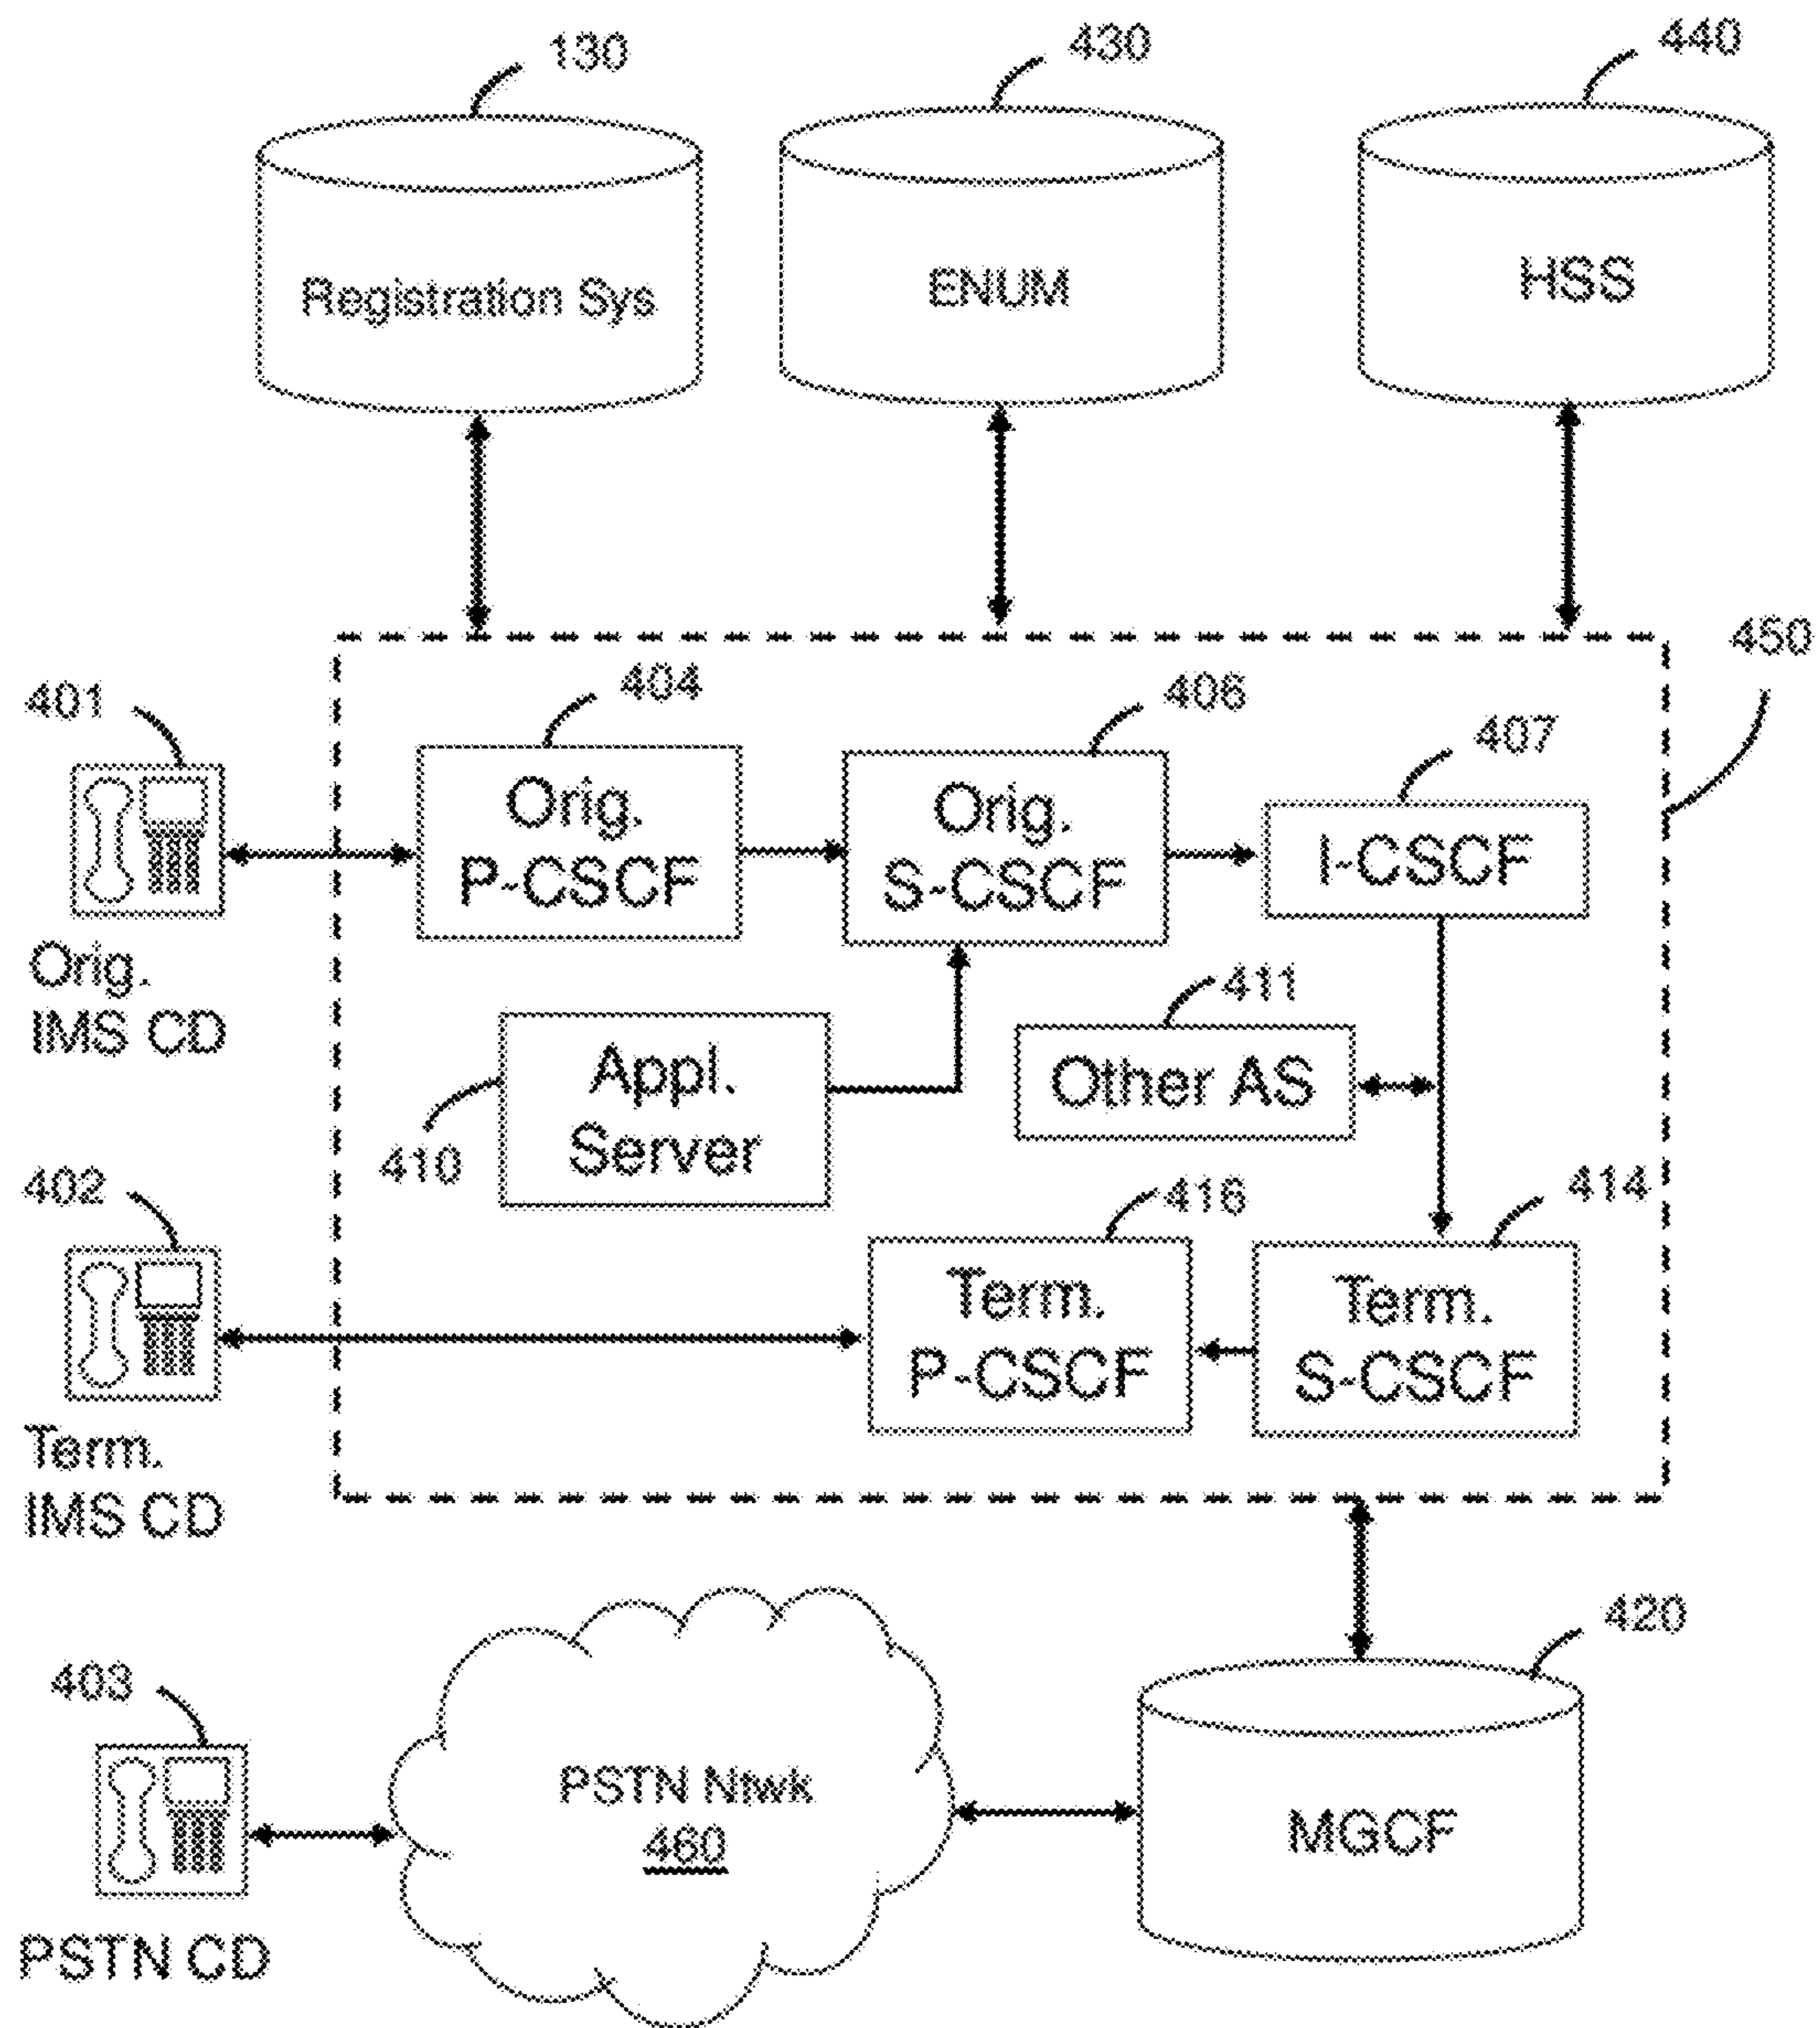 130
430
440
Registration Sys
ENUM
HSS
450
401
404
406
407
Orig.
P-CSCF
Orig.
S-CSCF
I-CSCF
Orig.
IMS CD
411
Appl.
Server
Other AS
410
402
416
414
Term.
P-CSCF
Term.
S-CSCF
Term.
IMS CD
420
403
PSTN Ntwk
460
MGCF
PSTN CD